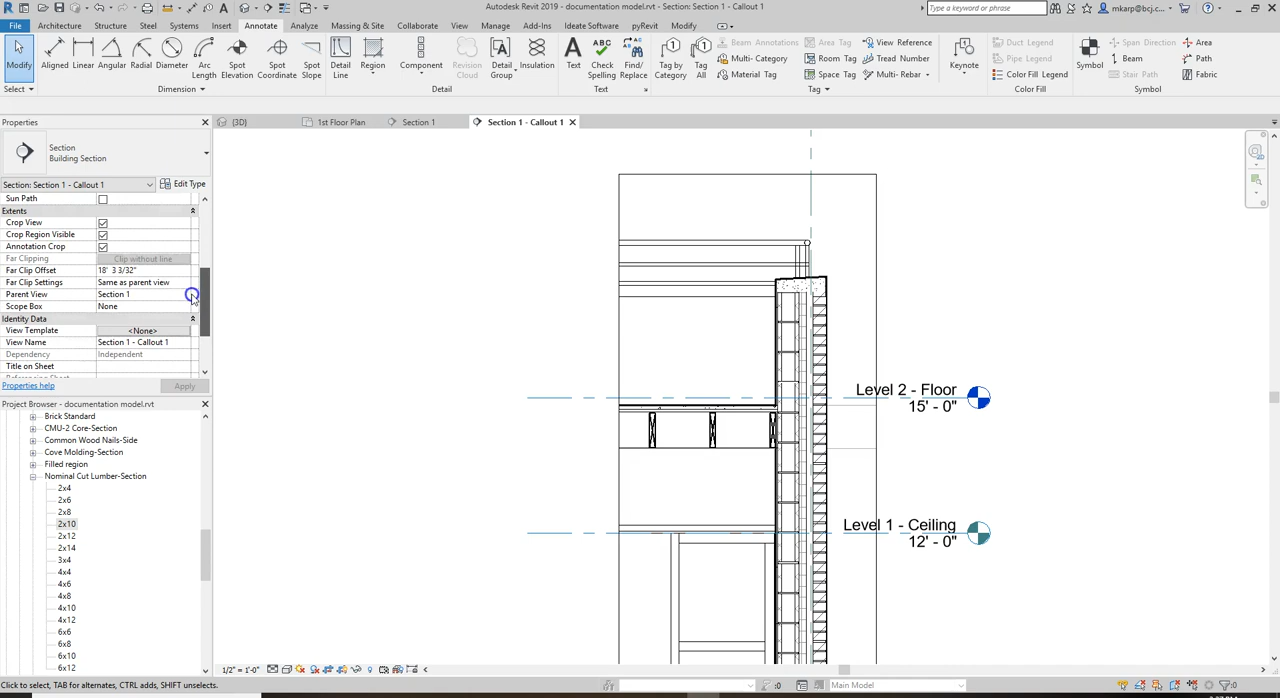 Autodesk Revit 2019 - documentation model.rvt - Section: Section 1 - Callout 1
Type a keyword or phrase
mkarp@bcj.c...
File Architecture Structure Steel Systems Insert Annotate Analyze Massing & Site Collaborate View Manage Add-Ins Ideate Software pyRevit Modify
Modify Aligned Linear Angular Radial Diameter Arc Length Spot Elevation Spot Coordinate Spot Slope
Detail Line Region Component Revision Cloud Detail Group Insulation
Text Check Spelling Find/ Replace
Tag by Category Tag All Beam Annotations Multi- Category Material Tag Area Tag Room Tag Space Tag View Reference Tread Number Multi- Rebar
Keynote Duct Legend Pipe Legend Color Fill Legend
Symbol Span Direction Beam Stair Path Area Path Fabric
Select Dimension Detail Text Tag Color Fill Symbol
Properties
{3D} 1st Floor Plan Section 1 Section 1 - Callout 1
Section
Building Section
Section: Section 1 - Callout 1 Edit Type
Sun Path
Extents
Crop View
Crop Region Visible
Annotation Crop
Far Clipping Clip without line
Far Clip Offset 18' 3 3/32"
Far Clip Settings Same as parent view
Parent View Section 1
Scope Box None
Identity Data
View Template <None>
View Name Section 1 - Callout 1
Dependency Independent
Title on Sheet
Properties help Apply
Project Browser - documentation model.rvt
Brick Standard
CMU-2 Core-Section
Common Wood Nails-Side
Cove Molding-Section
Filled region
Nominal Cut Lumber-Section
2x4
2x6
2x8
2x10
2x12
2x14
3x4
4x4
4x6
4x8
4x10
4x12
6x6
6x8
6x10
6x12
Level 2 - Floor
15' - 0"
Level 1 - Ceiling
12' - 0"
1/2" = 1'-0"
Click to select, TAB for alternates, CTRL adds, SHIFT unselects.
:0
Main Model
:0